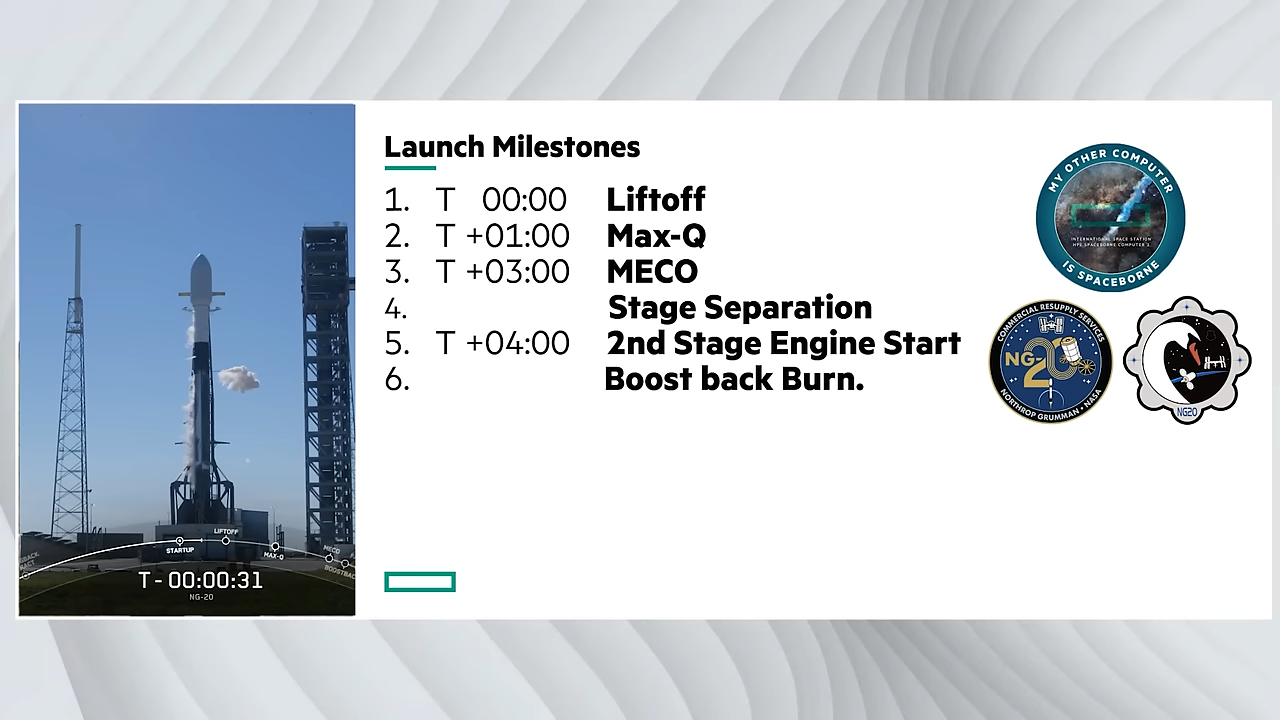 Launch Milestones
1. T 00:00 Liftoff
2. T +01:00 Max-Q
3. T +03:00 MECO
4. Stage Separation
5. T +04:00 2nd Stage Engine Start
6. Boost back Burn.
MY OTHER COMPUTER
INTERNATIONAL SPACE STATION
IS SPACEBORNE
COMMERCIAL RESUPPLY SERVICES
NG-20
NORTHROP GRUMMAN • NASA
NG20
LIFTOFF
STARTUP
MAX-Q
MECO
T - 00:00:31
NG-20